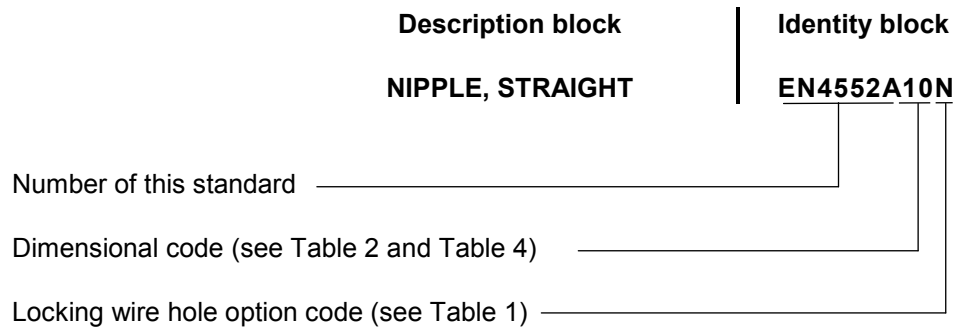 Description block Identity block
NIPPLE, STRAIGHT EN4552A10N
Number of this standard
Dimensional code (see Table 2 and Table 4)
Locking wire hole option code (see Table 1)